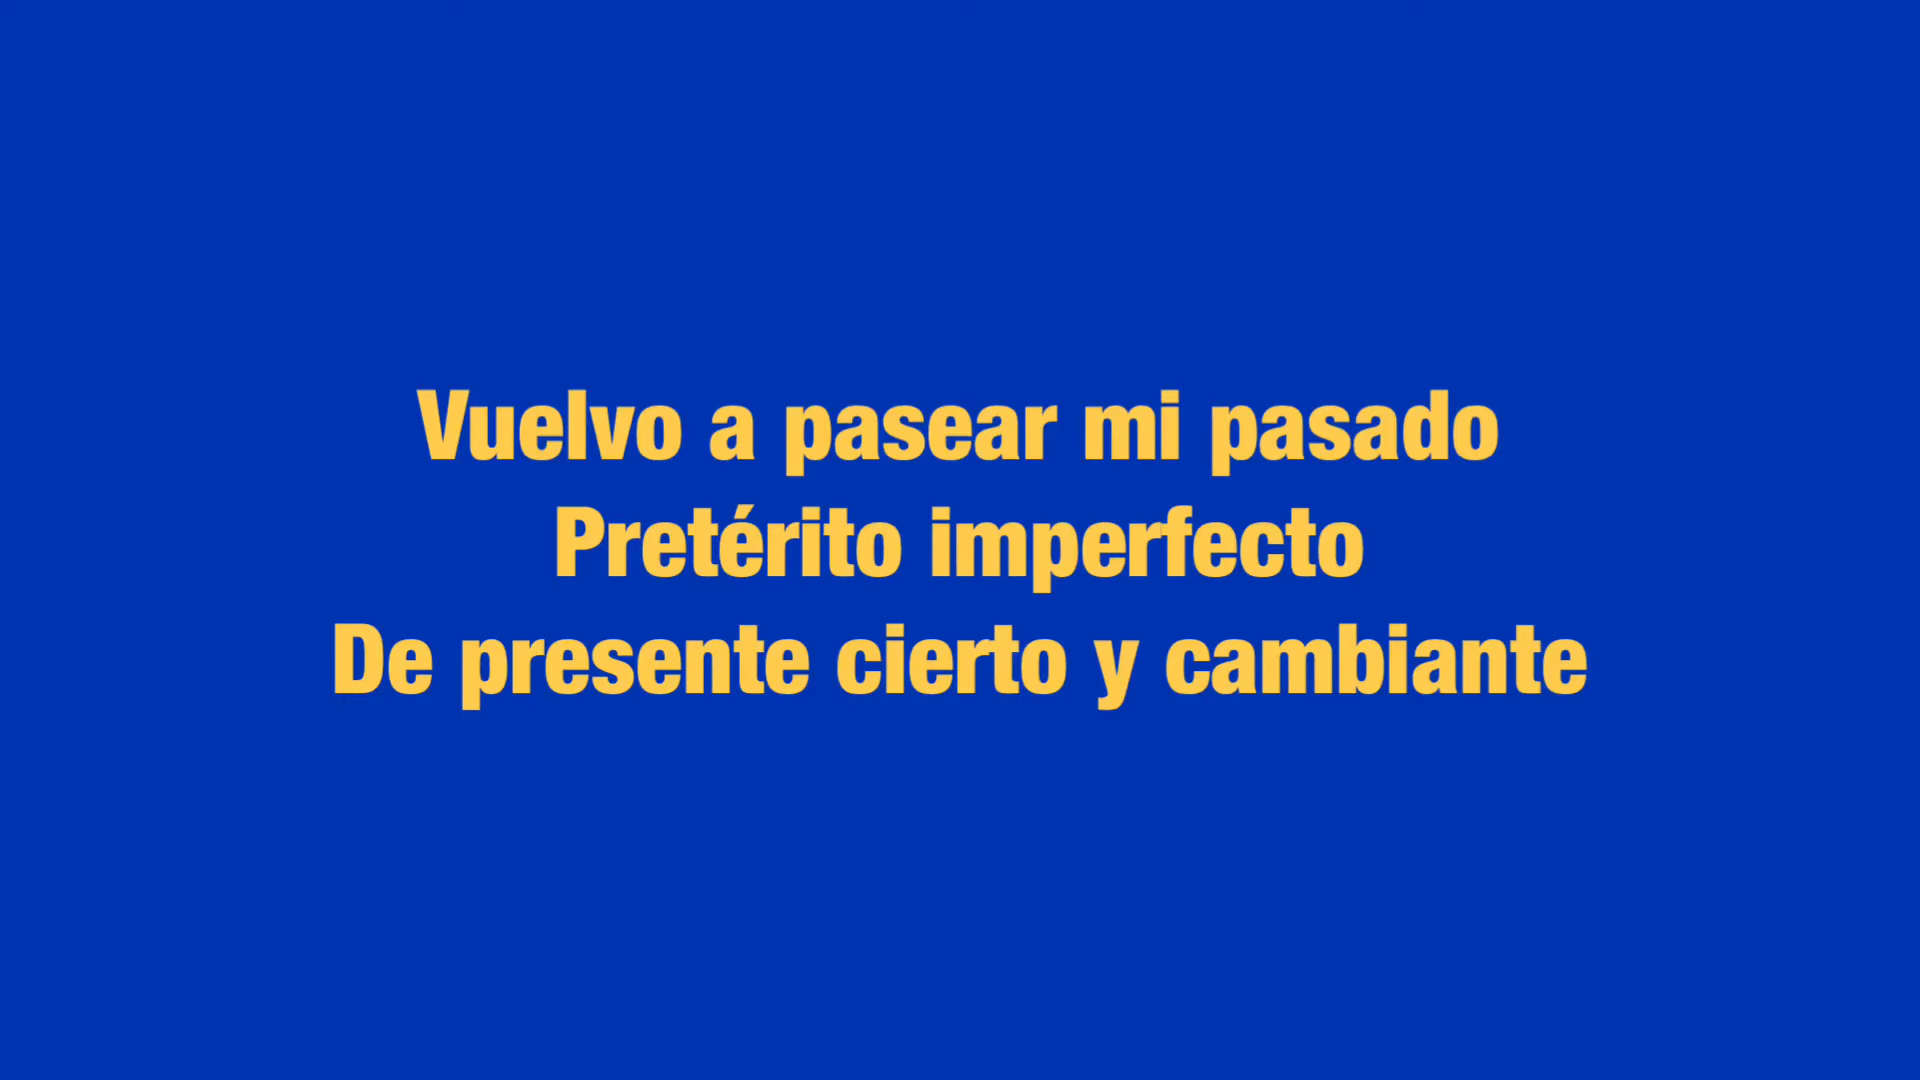 Vuelvo a pasear mi pasado
Pretérito imperfecto
De presente cierto y cambiante